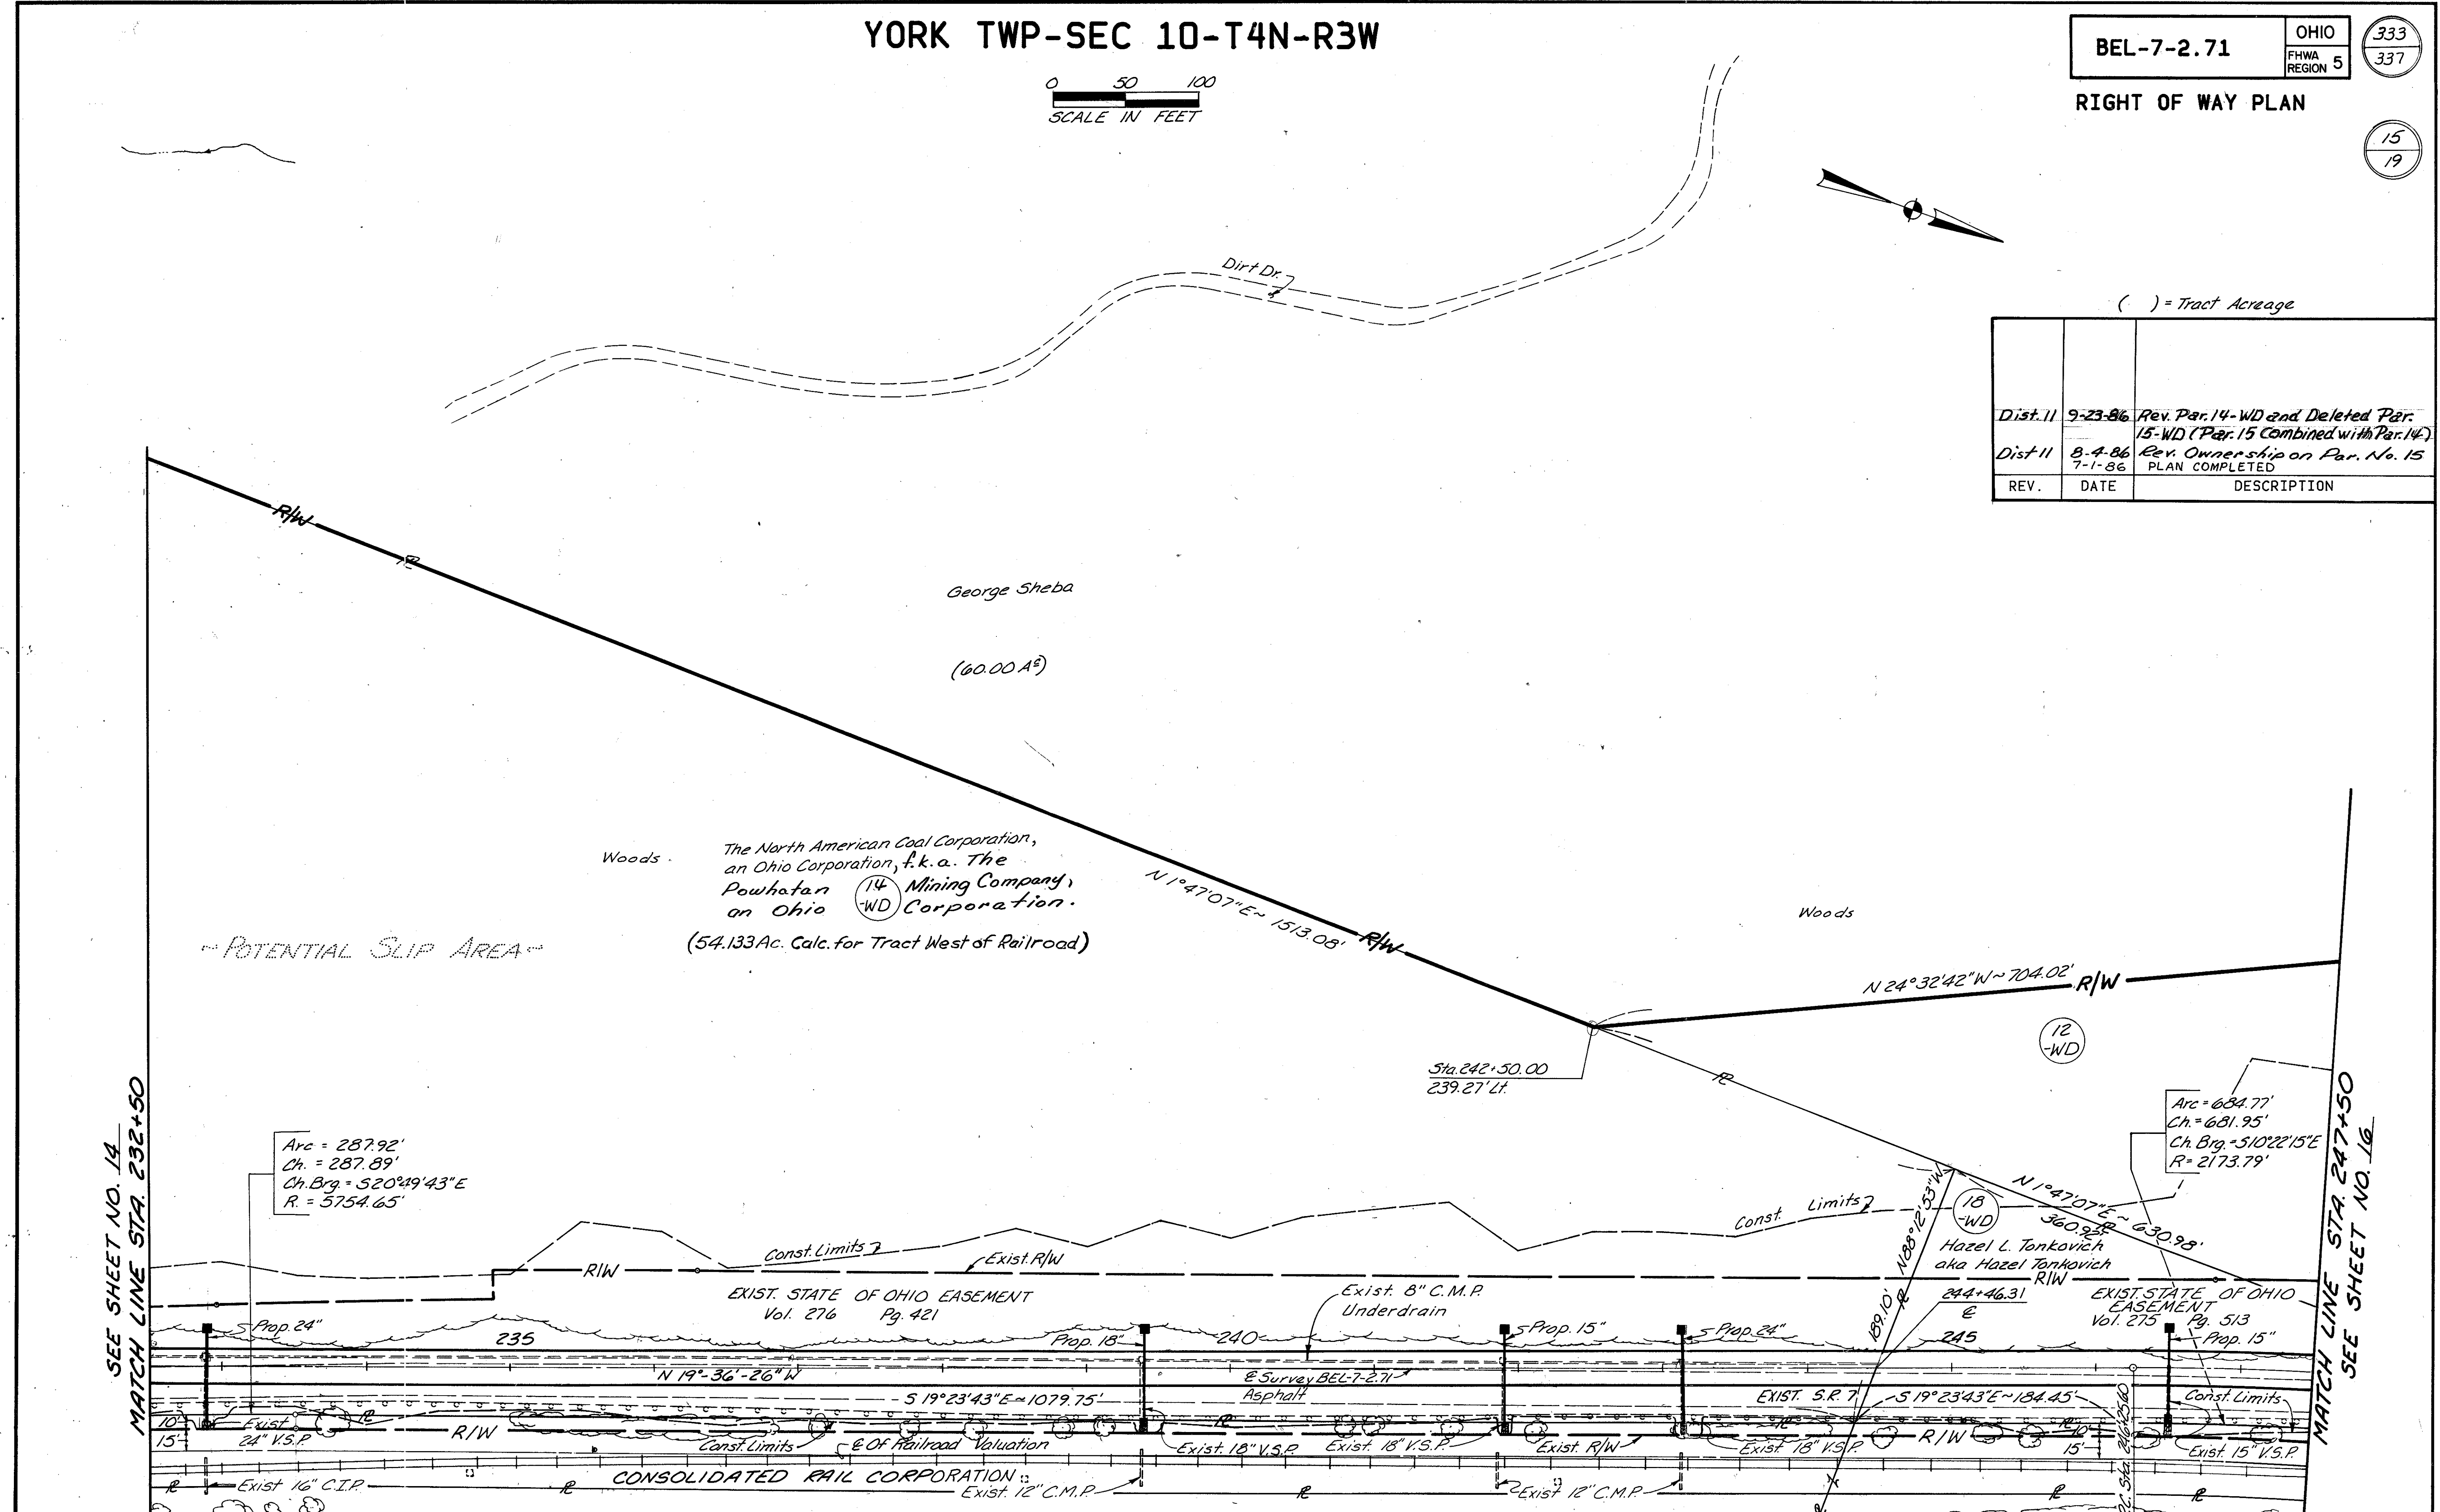 YORK TWP-SEC 10-T4N-R3W
BEL-7-2.71
OHIO
FHWA
REGION 5
333
337
RIGHT OF WAY PLAN
15
19
0 50 100
SCALE IN FEET
Dirt Dr.
( ) = Tract Acreage
Dist. 11 9-23-86 Rev. Par. 14-WD and Deleted Par.
15-WD (Par. 15 Combined with Par. 14)
Dist 11 8-4-86 Rev. Ownership on Par. No. 15
7-1-86 PLAN COMPLETED
REV. DATE DESCRIPTION
R/W
George Sheba
(60.00 Ac)
Woods
The North American Coal Corporation,
an Ohio Corporation, f.k.a. The
Powhatan 14 Mining Company,
an Ohio -WD Corporation.
(54.133 Ac. Calc. for Tract West of Railroad)
N 1°47'07"E ~ 1513.08'
R/W
Woods
~POTENTIAL SLIP AREA~
N 24°32'42"W ~ 704.02'
R/W
12
-WD
Sta. 242+50.00
239.27' Lt.
SEE SHEET NO. 14
MATCH LINE STA. 232+50
Arc = 287.92'
Ch. = 287.89'
Ch. Brg. = S20°49'43"E
R. = 5754.65'
Arc = 684.77'
Ch. = 681.95'
Ch. Brg. = S10°22'15"E
R = 2173.79'
MATCH LINE STA. 247+50
SEE SHEET NO. 16
Const. Limits
Const. Limits
R/W
Exist R/W
N88°12'53"W
189.10'
18
-WD
N 1°47'07"E ~ 630.98'
Hazel L. Tonkovich
aka Hazel Tonkovich
R/W
EXIST. STATE OF OHIO EASEMENT
Vol. 276 Pg. 421
Exist. 8" C.M.P.
Underdrain
244+46.31
EXIST. STATE OF OHIO
EASEMENT
Vol. 275 Pg. 513
Prop. 24"
235
Prop. 18"
240
Prop. 15"
Prop. 24"
245
Prop. 15"
N 19°-36'-26" W
℄ Survey BEL-7-2.71
S 19°23'43"E ~ 1079.75'
Asphalt
EXIST. S.R. 7
S 19°23'43"E ~ 184.45'
Const. Limits
10'
15'
Exist
24" V.S.P.
R/W
Const. Limits
℄ Of Railroad Valuation
Exist. 18" V.S.P.
Exist. 18" V.S.P.
Exist. R/W
Exist 18" V.S.P.
R/W
10'
15'
Exist. 15" V.S.P.
CONSOLIDATED RAIL CORPORATION
Exist 16" C.I.P.
Exist. 12" C.M.P.
Exist 12" C.M.P.